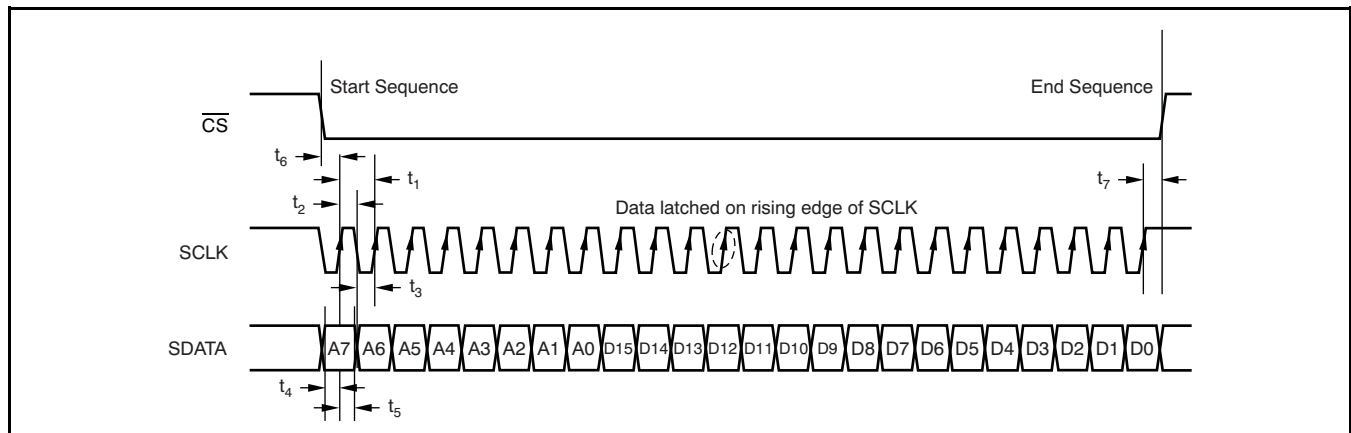 Start Sequence
End Sequence
CS
t6
t1
t7
t2
Data latched on rising edge of SCLK
SCLK
t3
SDATA
A7 A6 A5 A4 A3 A2 A1 A0 D15 D14 D13 D12 D11 D10 D9 D8 D7 D6 D5 D4 D3 D2 D1 D0
t4
t5